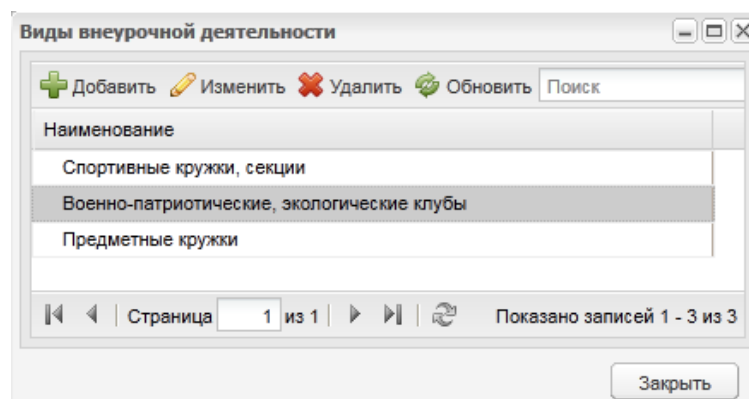 Виды внеурочной деятельности
Добавить Изменить Удалить Обновить Поиск
Наименование
Спортивные кружки, секции
Военно-патриотические, экологические клубы
Предметные кружки
Страница 1 из 1 Показано записей 1 - 3 из 3
Закрыть